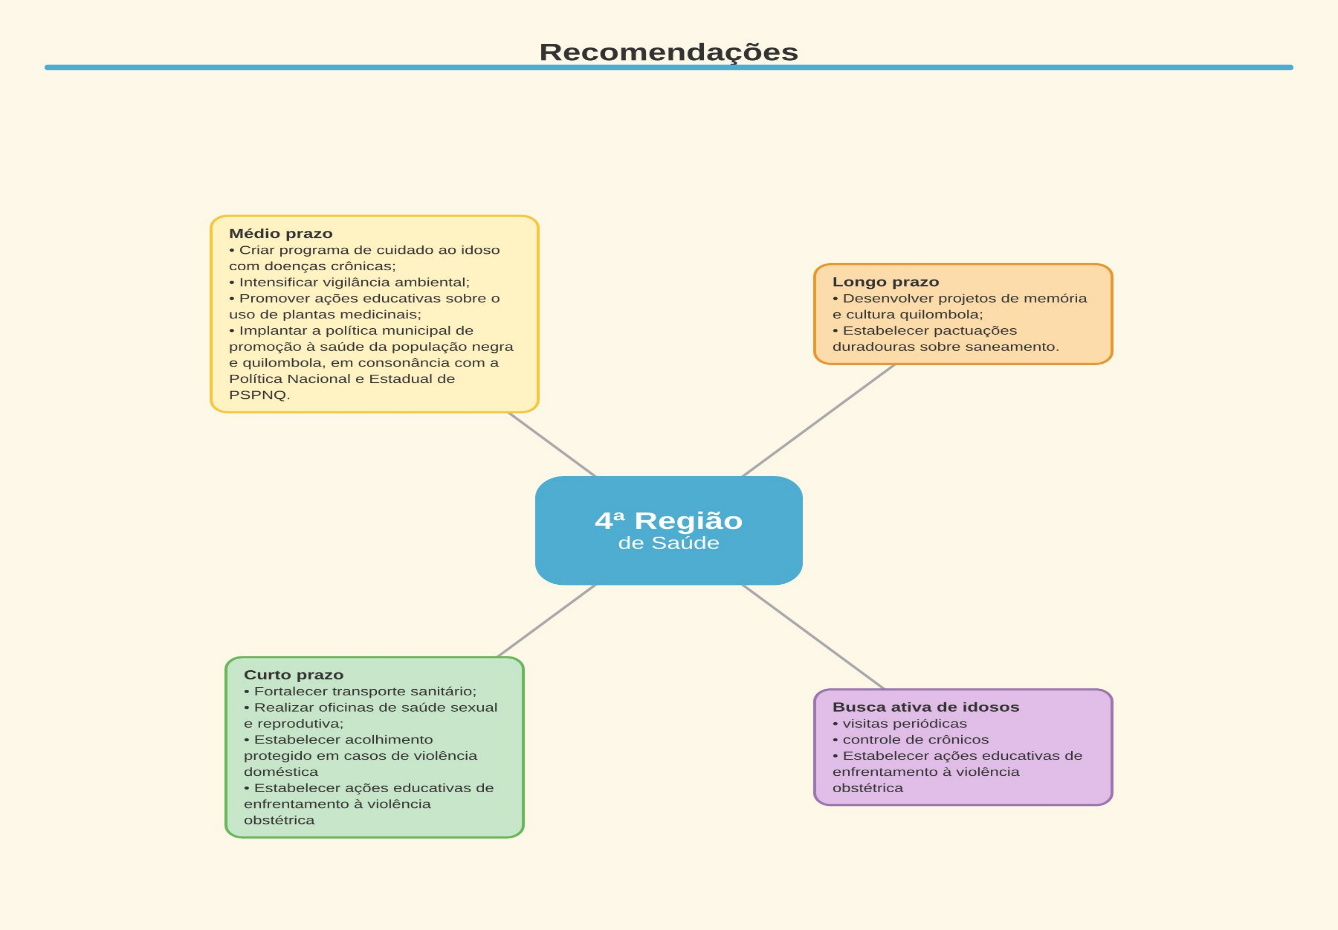 Recomendações
Médio prazo
• Criar programa de cuidado ao idoso
com doenças crônicas;
• Intensificar vigilância ambiental;
• Promover ações educativas sobre o
uso de plantas medicinais;
• Implantar a política municipal de
promoção à saúde da população negra
e quilombola, em consonância com a
Política Nacional e Estadual de
PSPNQ.
Longo prazo
• Desenvolver projetos de memória
e cultura quilombola;
• Estabelecer pactuações
duradouras sobre saneamento.
4ª Região
de Saúde
Curto prazo
• Fortalecer transporte sanitário;
• Realizar oficinas de saúde sexual
e reprodutiva;
• Estabelecer acolhimento
protegido em casos de violência
doméstica
• Estabelecer ações educativas de
enfrentamento à violência
obstétrica
Busca ativa de idosos
• visitas periódicas
• controle de crônicos
• Estabelecer ações educativas de
enfrentamento à violência
obstétrica